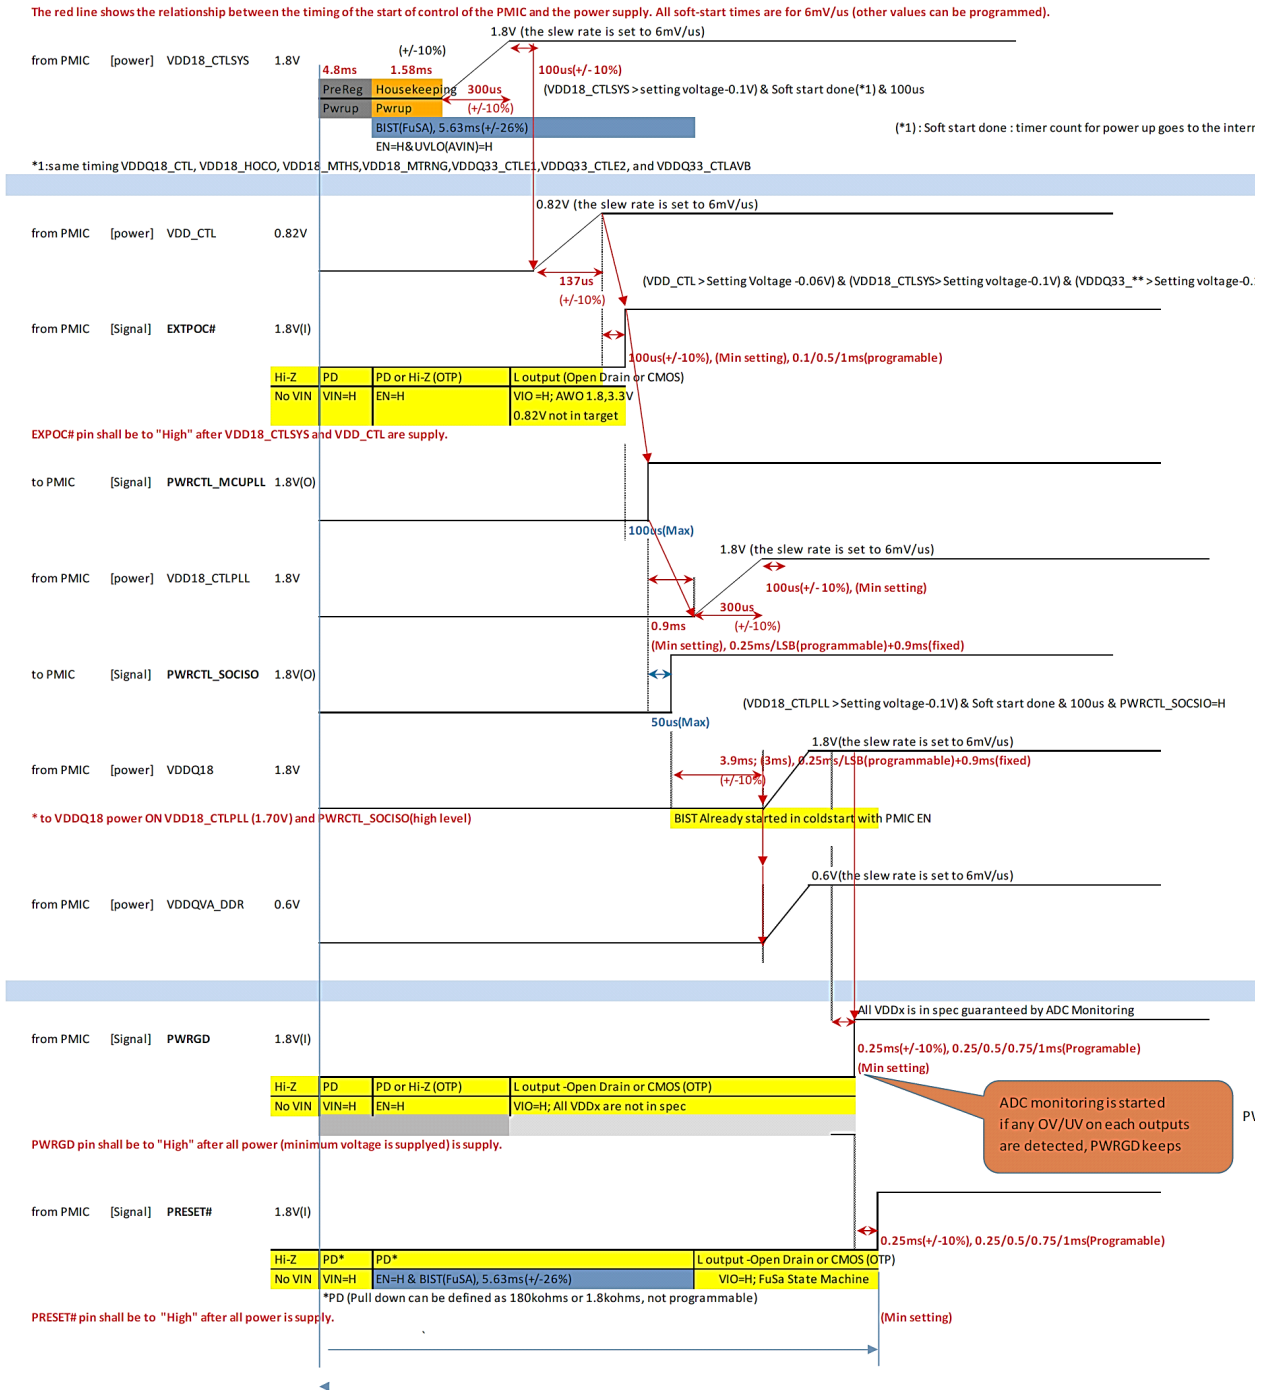 The red line shows the relationship between the timing of the start of control of the PMIC and the power supply. All soft-start times are for 6mV/us (other values can be programmed).
1.8V (the slew rate is set to 6mV/us)
(+/-10%)
from PMIC [power] VDD18_CTLSYS 1.8V
4.8ms 1.58ms 100us(+/-10%)
PreReg Housekeeping 300us (VDD18_CTLSYS > setting voltage-0.1V) & Soft start done(*1) & 100us
Pwrup Pwrup (+/-10%)
BIST(FuSA), 5.63ms(+/-26%) (*1) : Soft start done : timer count for power up goes to the interr
EN=H&UVLO(AVIN)=H
*1:same timing VDDQ18_CTL, VDD18_HOCO, VDD18_MTHS,VDD18_MTRNG,VDDQ33_CTLE1,VDDQ33_CTLE2, and VDDQ33_CTLAVB
0.82V (the slew rate is set to 6mV/us)
from PMIC [power] VDD_CTL 0.82V
137us (VDD_CTL > Setting Voltage -0.06V) & (VDD18_CTLSYS> Setting voltage-0.1V) & (VDDQ33_** > Setting voltage-0.
(+/-10%)
from PMIC [Signal] EXTPOC# 1.8V(I)
100us(+/-10%), (Min setting), 0.1/0.5/1ms(programable)
Hi-Z PD PD or Hi-Z (OTP) L output (Open Drain or CMOS)
No VIN VIN=H EN=H VIO =H; AWO 1.8,3.3V
0.82V not in target
EXPOC# pin shall be to "High" after VDD18_CTLSYS and VDD_CTL are supply.
to PMIC [Signal] PWRCTL_MCUPLL 1.8V(O)
100us(Max)
1.8V (the slew rate is set to 6mV/us)
from PMIC [power] VDD18_CTLPLL 1.8V
100us(+/-10%), (Min setting)
300us
0.9ms (+/-10%)
(Min setting), 0.25ms/LSB(programmable)+0.9ms(fixed)
to PMIC [Signal] PWRCTL_SOCISO 1.8V(O)
(VDD18_CTLPLL > Setting voltage-0.1V) & Soft start done & 100us & PWRCTL_SOCSIO=H
50us(Max)
1.8V(the slew rate is set to 6mV/us)
3.9ms; (3ms), 0.25ms/LSB(programmable)+0.9ms(fixed)
from PMIC [power] VDDQ18 1.8V
(+/-10%)
* to VDDQ18 power ON VDD18_CTLPLL (1.70V) and PWRCTL_SOCISO(high level) BIST Already started in coldstart with PMIC EN
0.6V(the slew rate is set to 6mV/us)
from PMIC [power] VDDQVA_DDR 0.6V
All VDDx is in spec guaranteed by ADC Monitoring
from PMIC [Signal] PWRGD 1.8V(I)
0.25ms(+/-10%), 0.25/0.5/0.75/1ms(Programable)
(Min setting)
Hi-Z PD PD or Hi-Z (OTP) L output -Open Drain or CMOS (OTP)
No VIN VIN=H EN=H VIO=H; All VDDx are not in spec
ADC monitoring is started
if any OV/UV on each outputs
are detected, PWRGD keeps
PWRGD pin shall be to "High" after all power (minimum voltage is supplyed) is supply.
from PMIC [Signal] PRESET# 1.8V(I)
0.25ms(+/-10%), 0.25/0.5/0.75/1ms(Programable)
Hi-Z PD* PD* L output -Open Drain or CMOS (OTP)
No VIN VIN=H EN=H & BIST(FuSA), 5.63ms(+/-26%) VIO=H; FuSa State Machine
*PD (Pull down can be defined as 180kohms or 1.8kohms, not programmable)
PRESET# pin shall be to "High" after all power is supply. (Min setting)